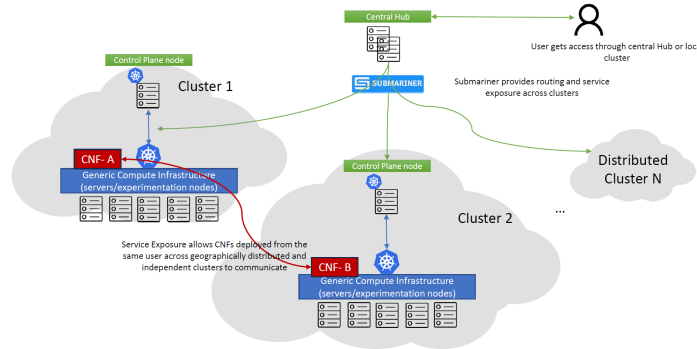 Central Hub
User gets access through central Hub or loc
cluster
Control Plane node
Cluster 1
SUBMARINER
Submariner provides routing and service
exposure across clusters
CNF- A
Generic Compute Infrastructure
(servers/experimentation nodes)
Control Plane node
Distributed
Cluster N
...
Cluster 2
Service Exposure allows CNFs deployed from the
same user across geographically distributed and
independent clusters to communicate
CNF- B
Generic Compute Infrastructure
(servers/experimentation nodes)